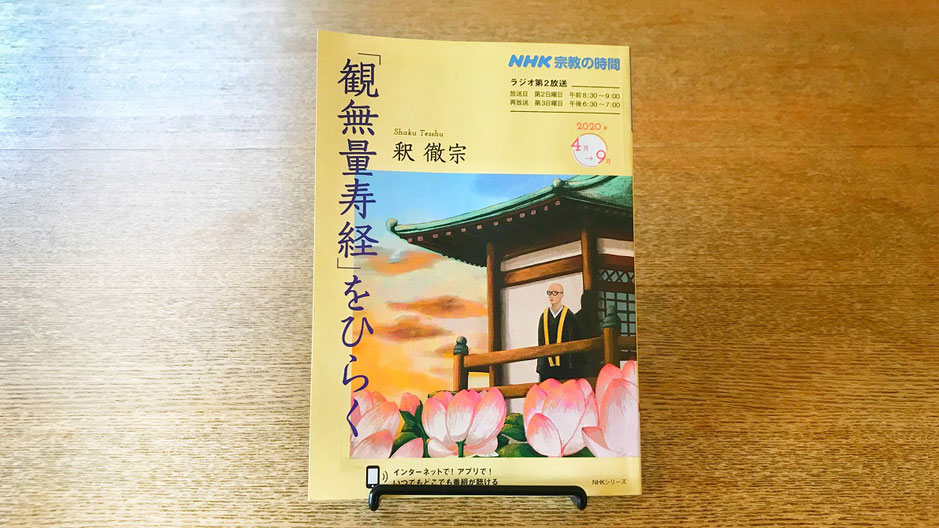 「観無量寿経」をひらく
NHK 宗教の時間
ラジオ第2放送
放送日 第2日曜日 午前8:30~9:00
再放送 第3日曜日 午後6:30~7:00
2020年
4月→9月
Shaku Tesshu
釈 徹宗
インターネットで! アプリで!
いつでもどこでも番組が聴ける
NHKシリーズ